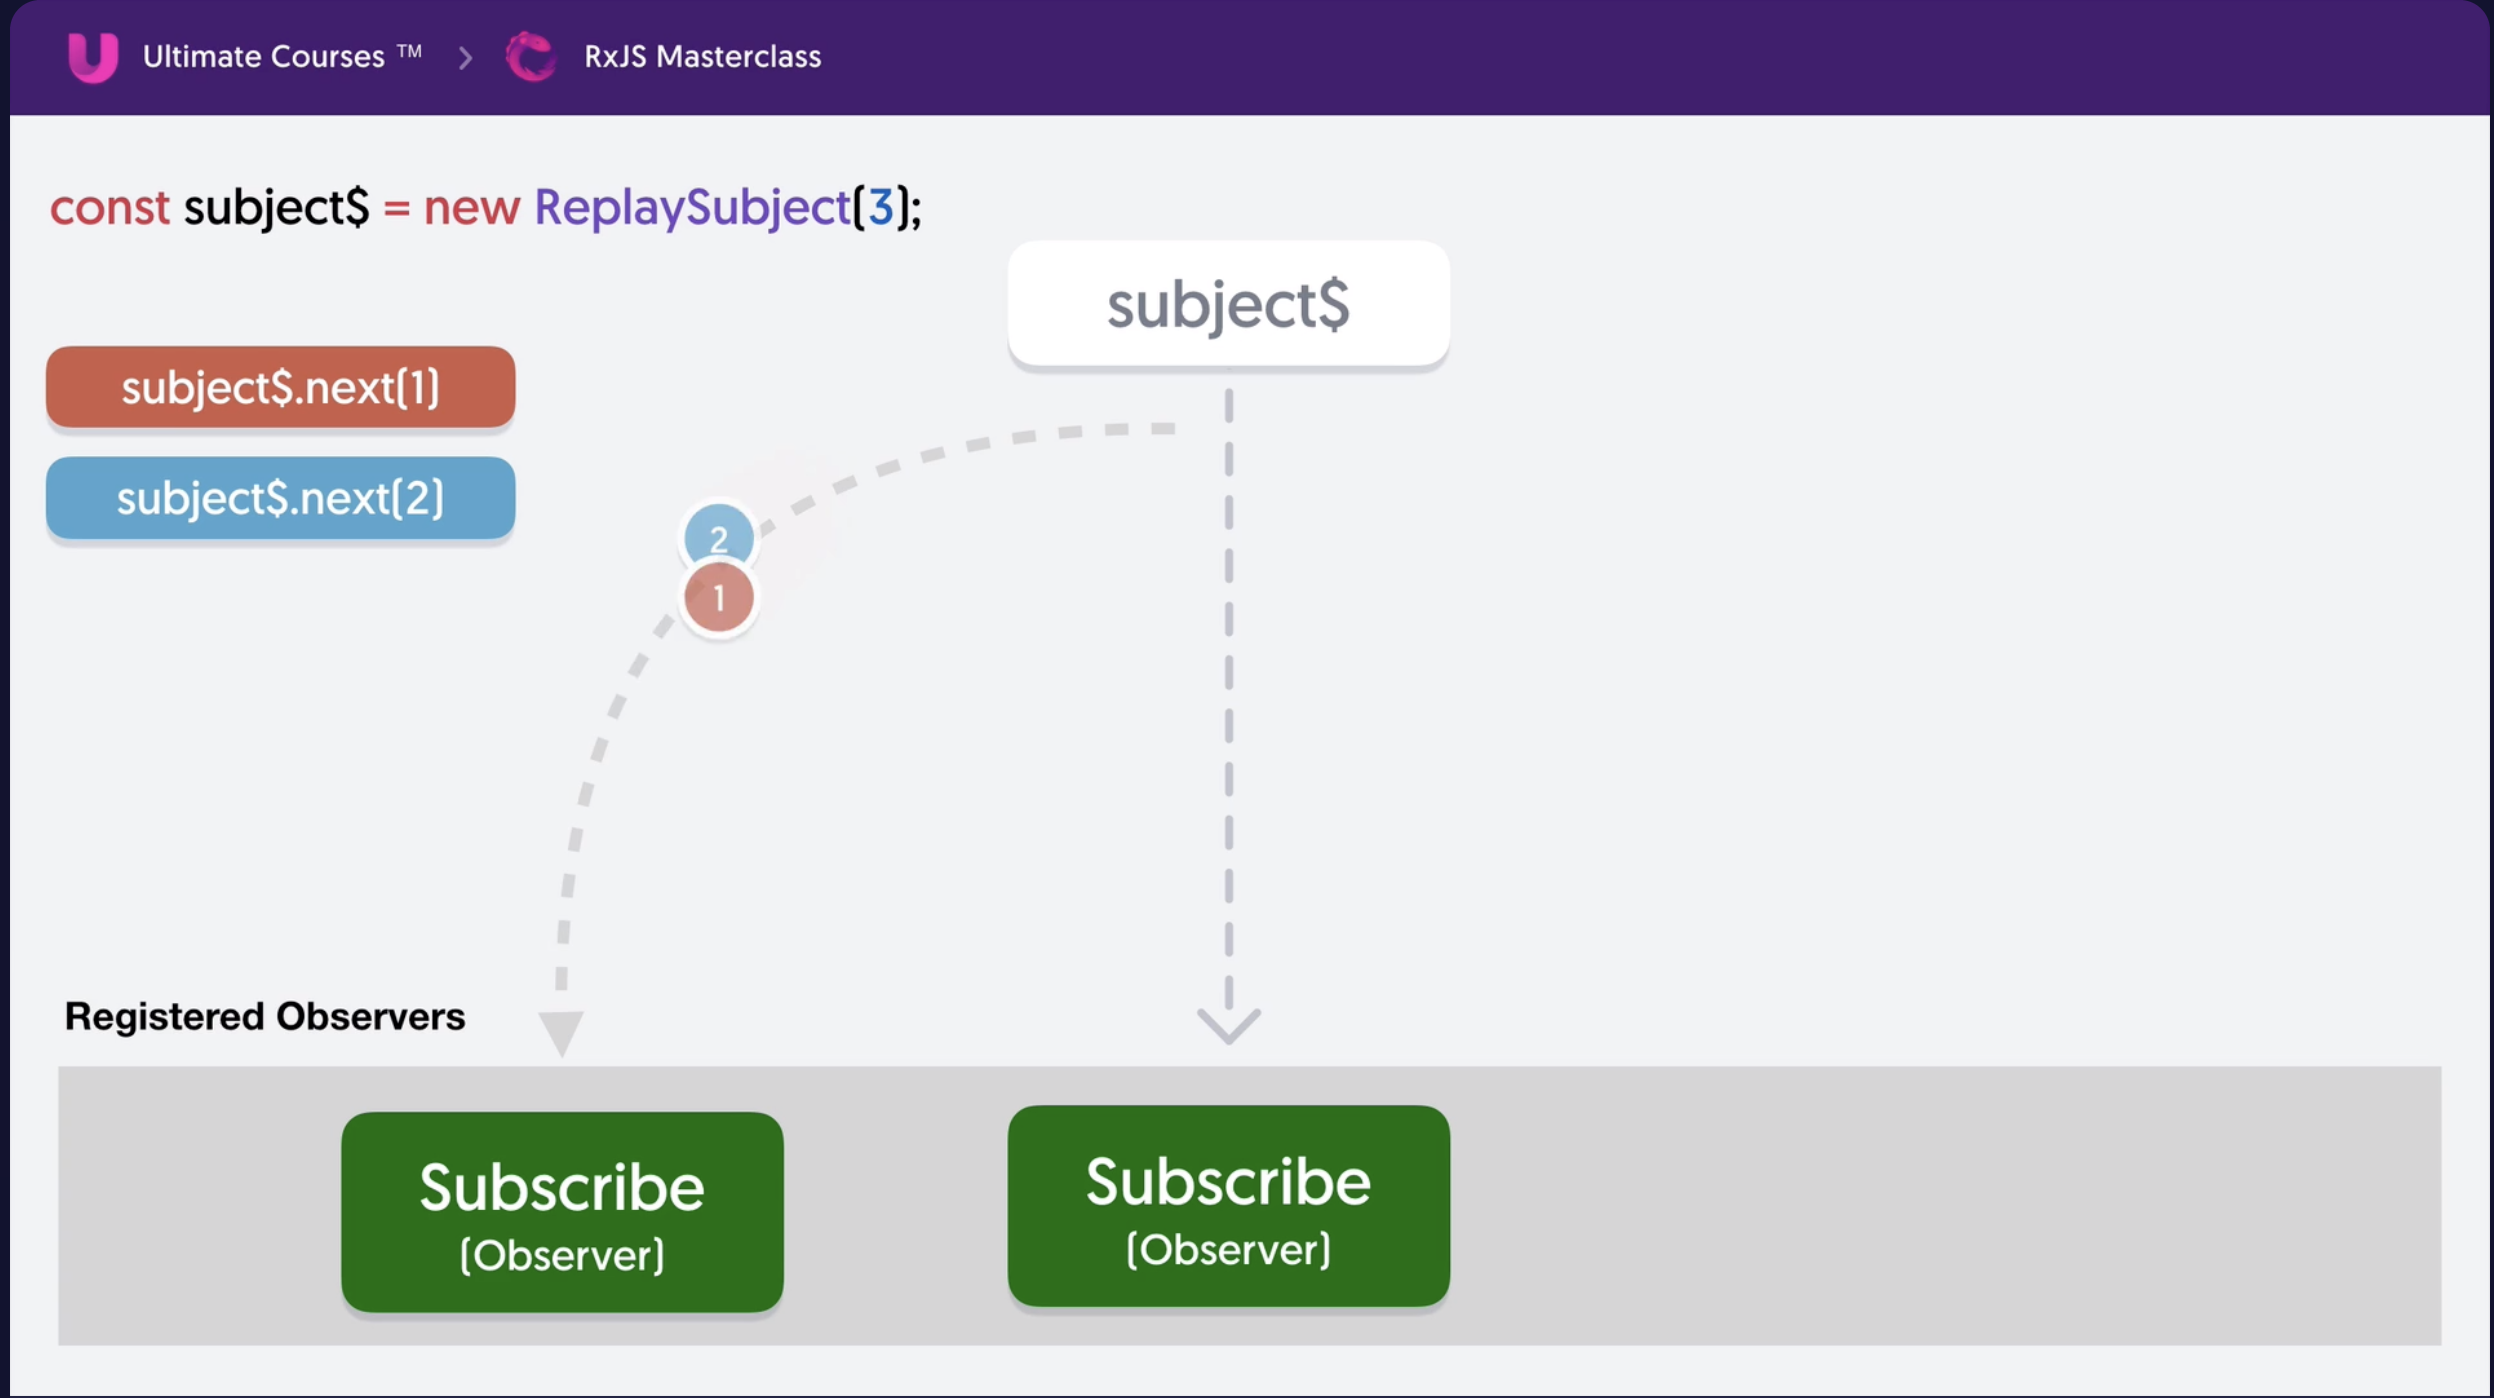 Ultimate Courses ™ > RxJS Masterclass
const subject$ = new ReplaySubject(3);
subject$
subject$.next(1)
subject$.next(2)
2
1
Registered Observers
Subscribe
(Observer)
Subscribe
(Observer)